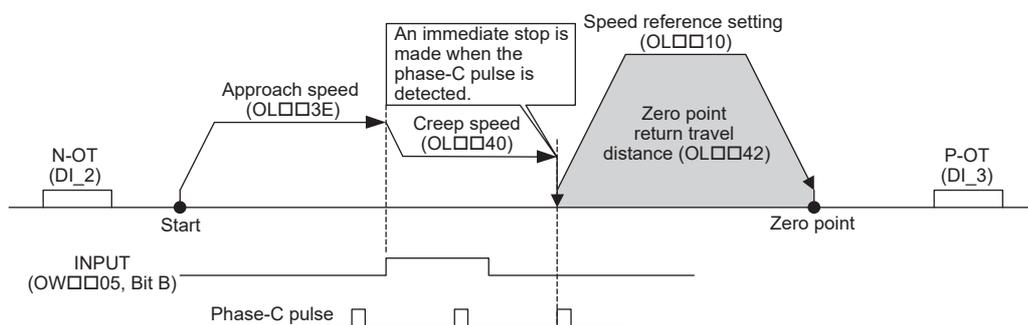 Speed reference setting
(OL□□10)
An immediate stop is
made when the
phase-C pulse is
detected.
Approach speed
(OL□□3E)
Creep speed
(OL□□40)
Zero point
return travel
distance (OL□□42)
N-OT
(DI_2)
P-OT
(DI_3)
Start
Zero point
INPUT
(OW□□05, Bit B)
Phase-C pulse